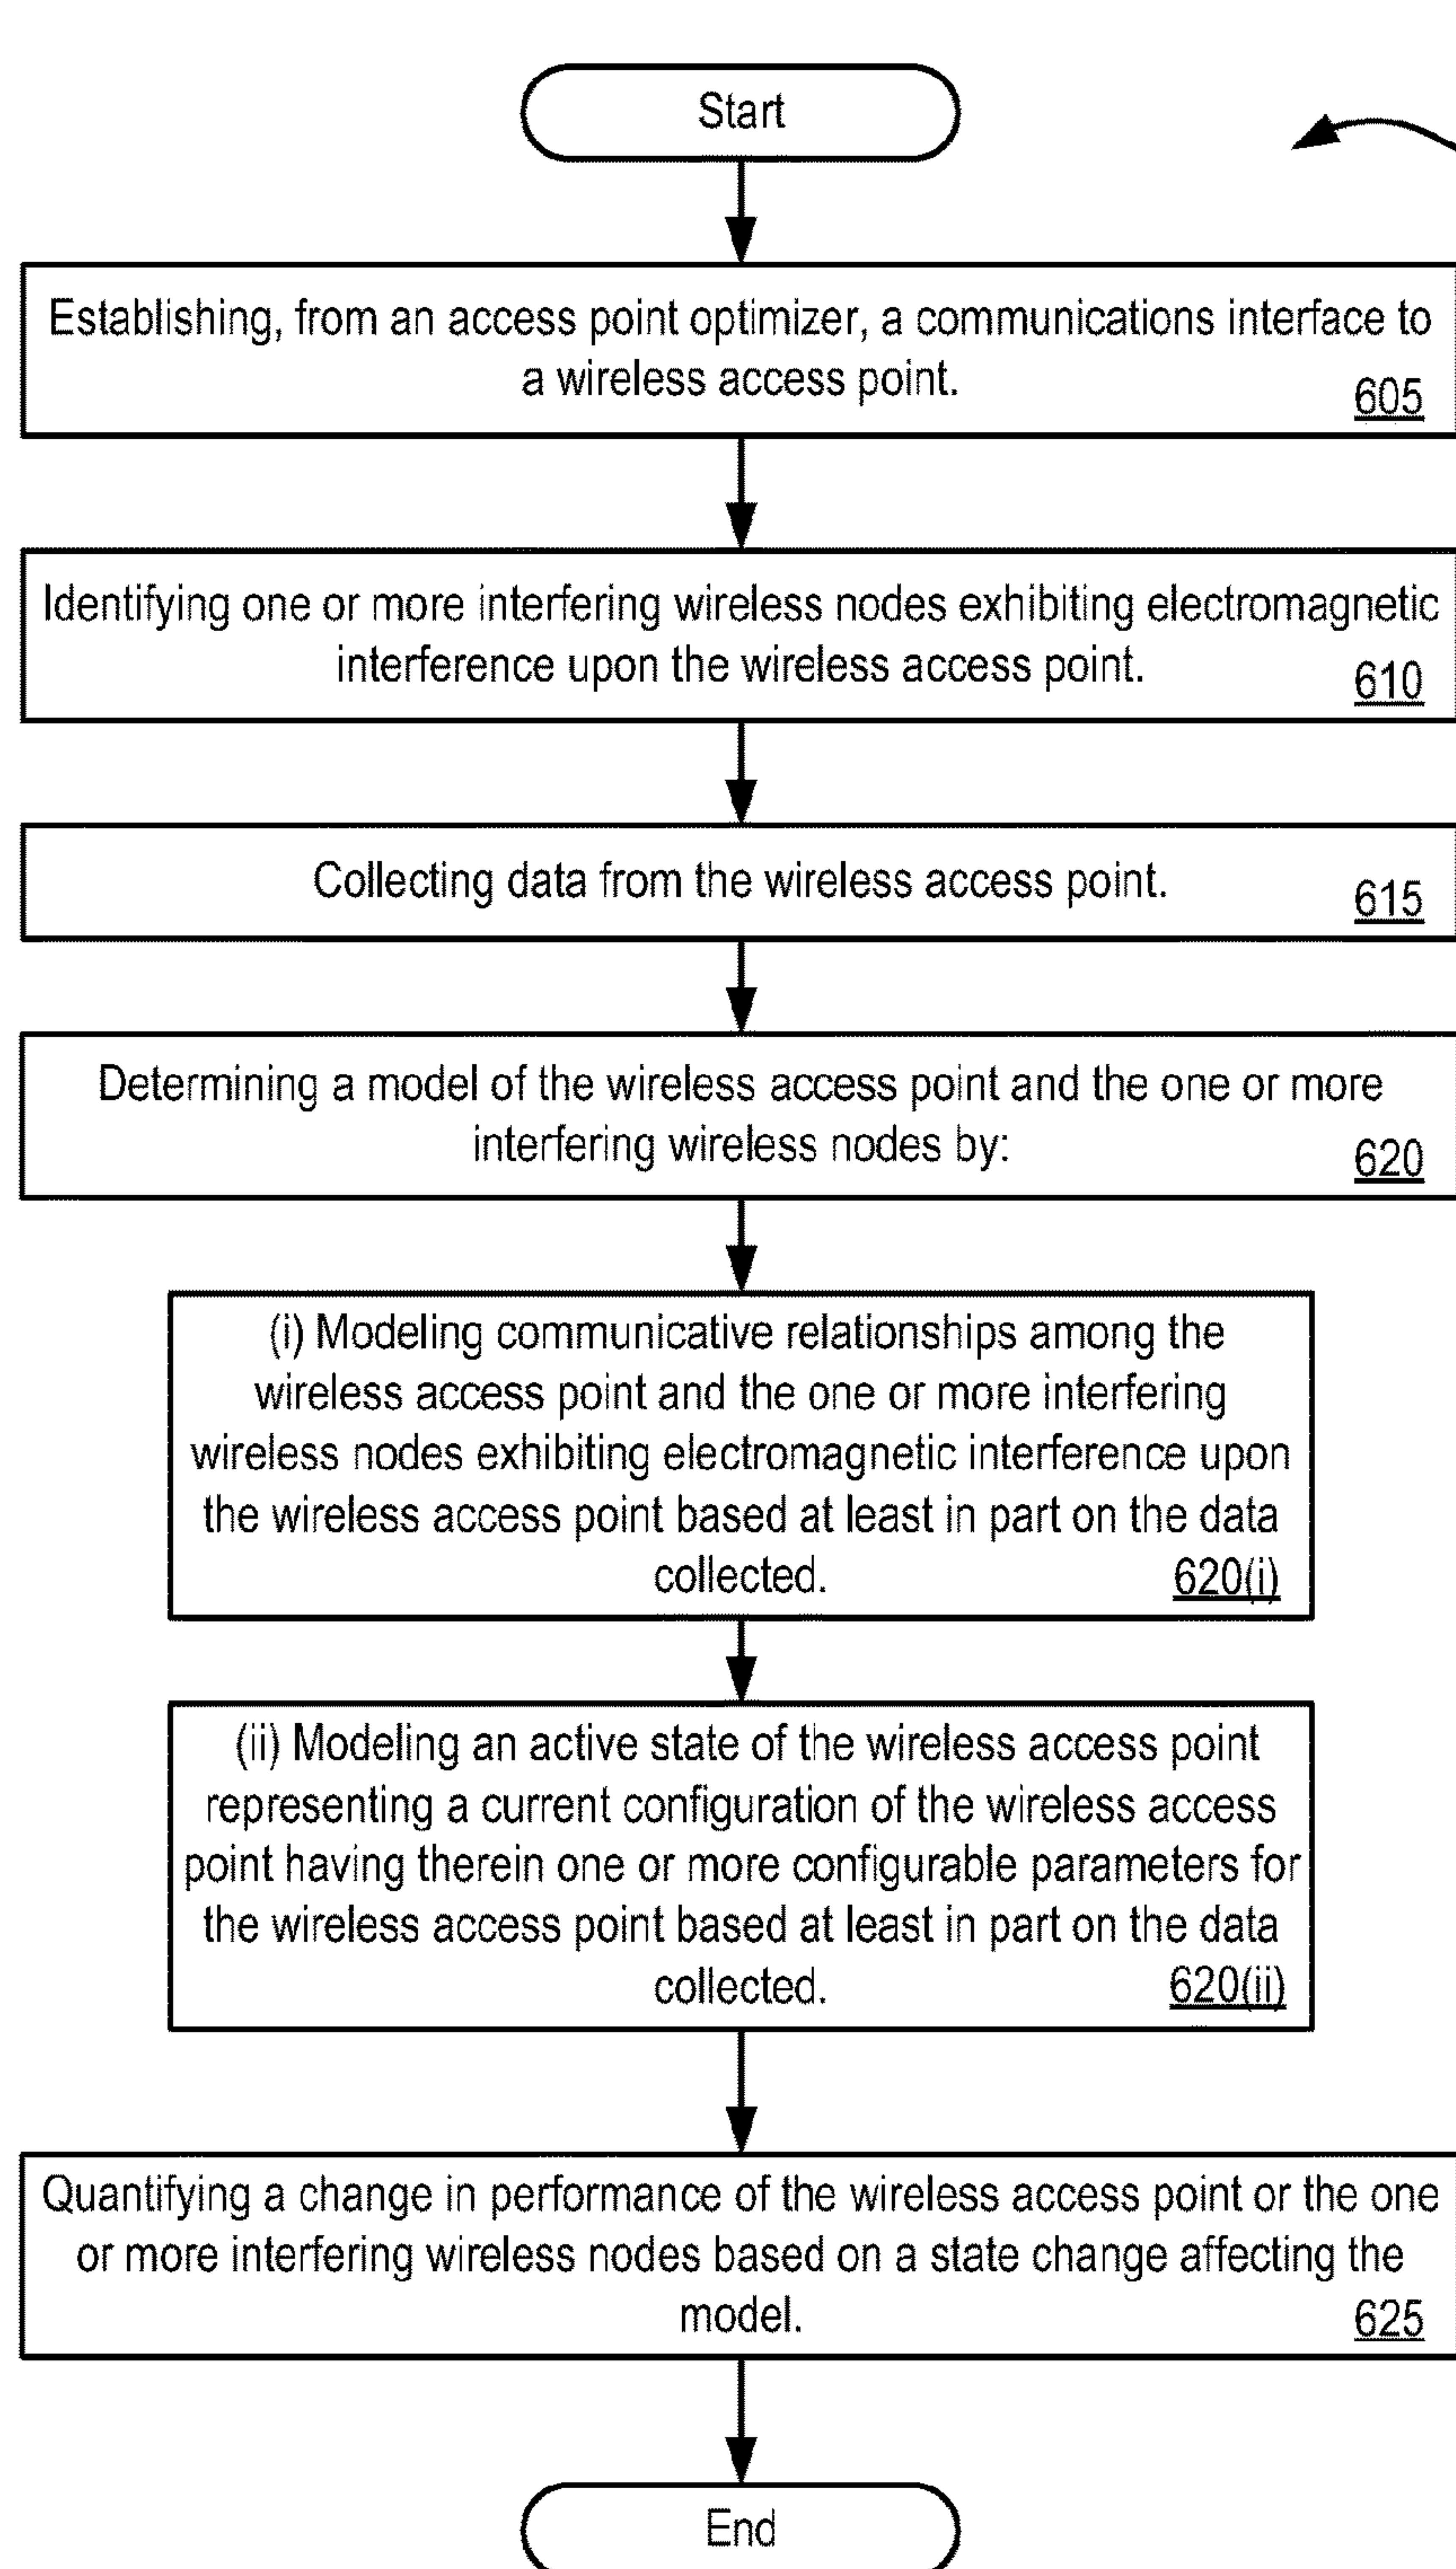 Start
Establishing, from an access point optimizer, a communications interface to
a wireless access point.
605
Identifying one or more interfering wireless nodes exhibiting electromagnetic
interference upon the wireless access point.
610
Collecting data from the wireless access point.
615
Determining a model of the wireless access point and the one or more
interfering wireless nodes by:
620
(i) Modeling communicative relationships among the
wireless access point and the one or more interfering
wireless nodes exhibiting electromagnetic interference upon
the wireless access point based at least in part on the data
collected.
620(i)
(ii) Modeling an active state of the wireless access point
representing a current configuration of the wireless access
point having therein one or more configurable parameters for
the wireless access point based at least in part on the data
collected.
620(ii)
Quantifying a change in performance of the wireless access point or the one
or more interfering wireless nodes based on a state change affecting the
model.
625
End